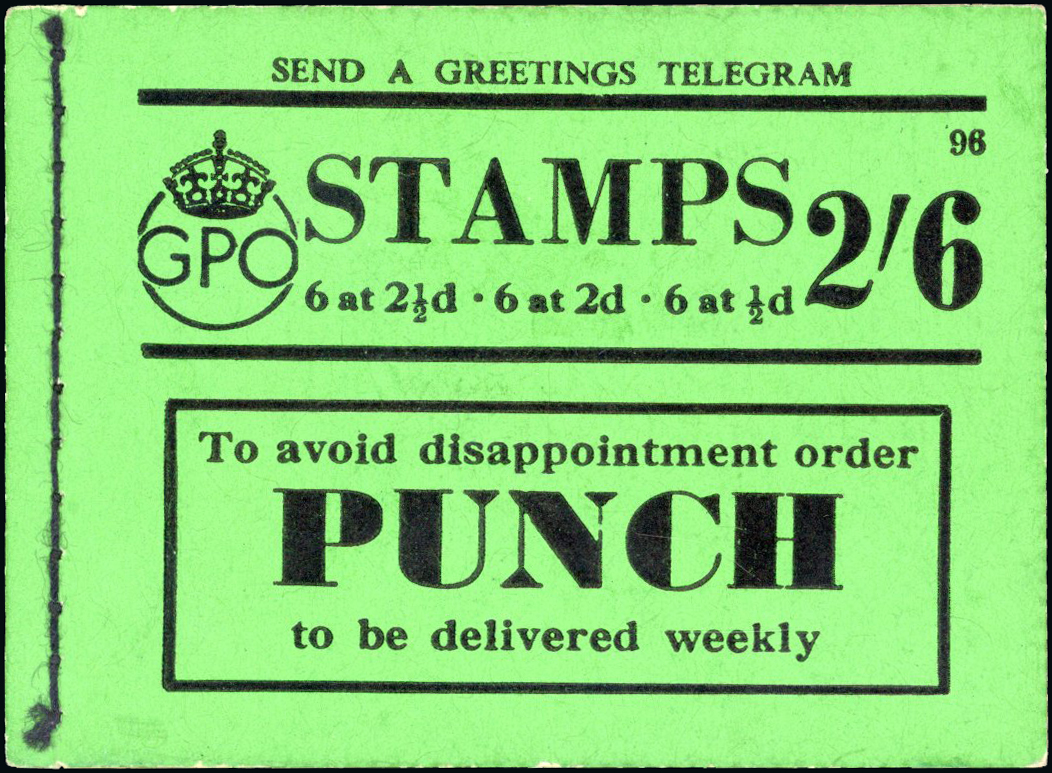 SEND A GREETINGS TELEGRAM
96
GPO
STAMPS 2/6
6 at 2½d · 6 at 2d · 6 at ½d
To avoid disappointment order
PUNCH
to be delivered weekly